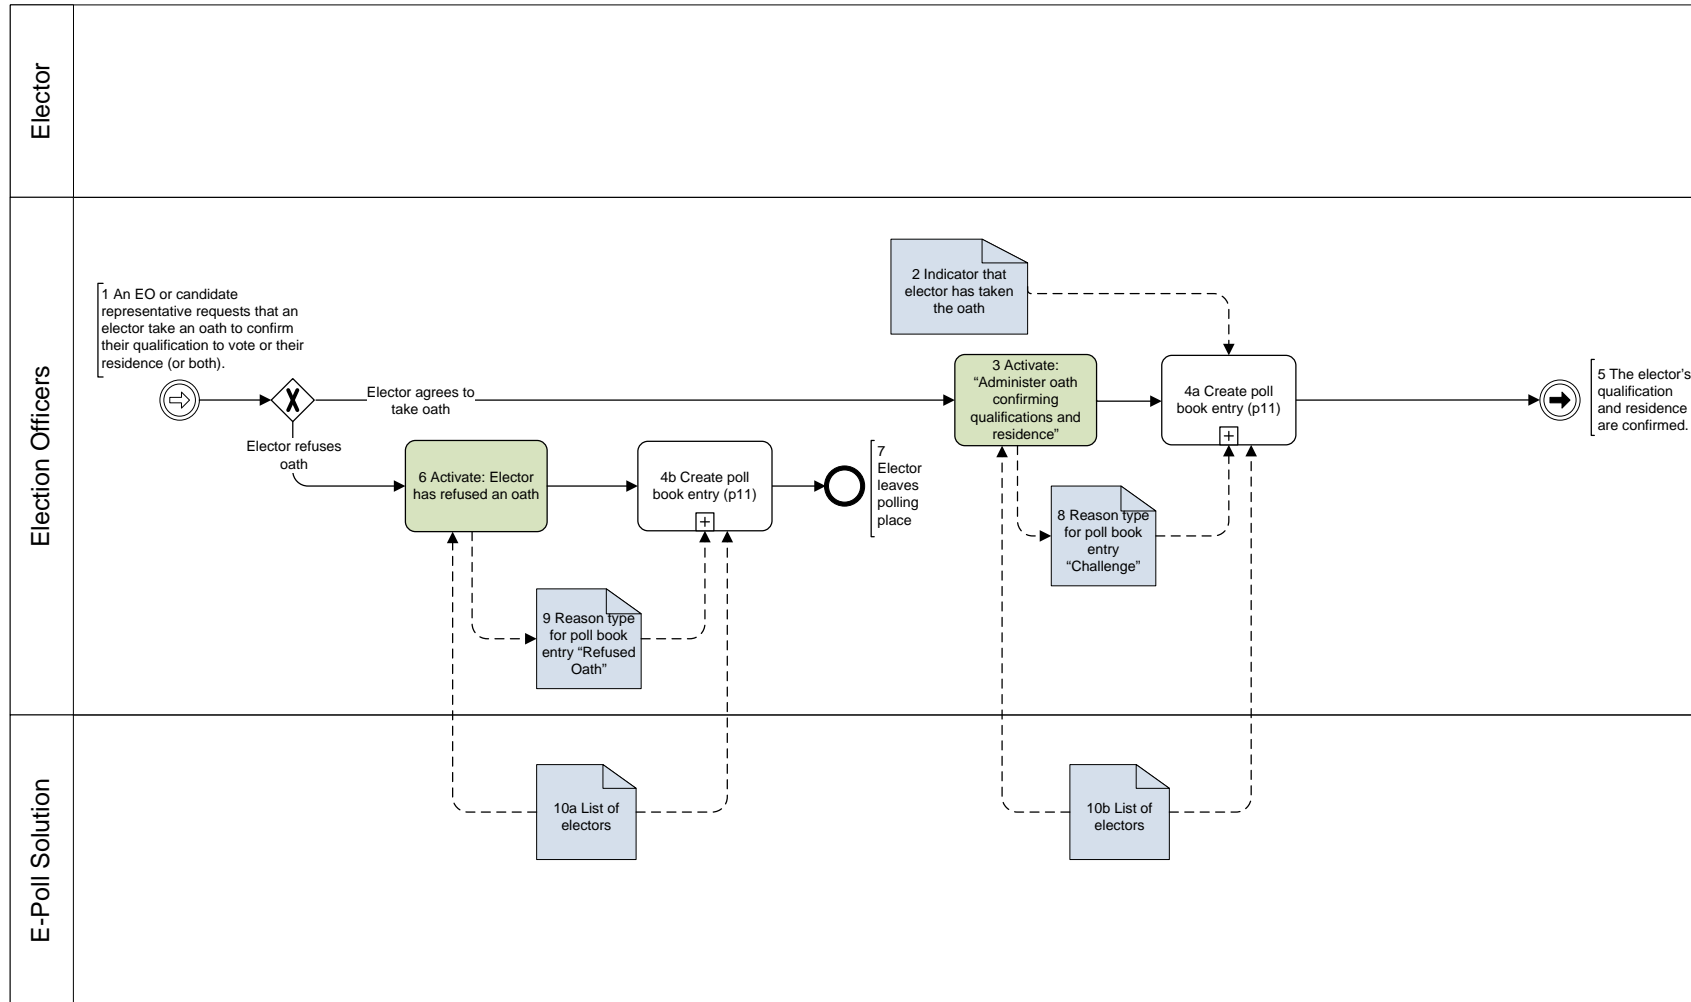 Elector
Election Officers
E-Poll Solution
1 An EO or candidate
representative requests that an
elector take an oath to confirm
their qualification to vote or their
residence (or both).
Elector agrees to
take oath
Elector refuses
oath
2 Indicator that
elector has taken
the oath
3 Activate:
“Administer oath
confirming
qualifications and
residence”
4a Create poll
book entry (p11)
5 The elector’s
qualification
and residence
are confirmed.
6 Activate: Elector
has refused an oath
4b Create poll
book entry (p11)
7
Elector
leaves
polling
place
8 Reason type
for poll book
entry
“Challenge”
9 Reason type
for poll book
entry “Refused
Oath”
10a List of
electors
10b List of
electors